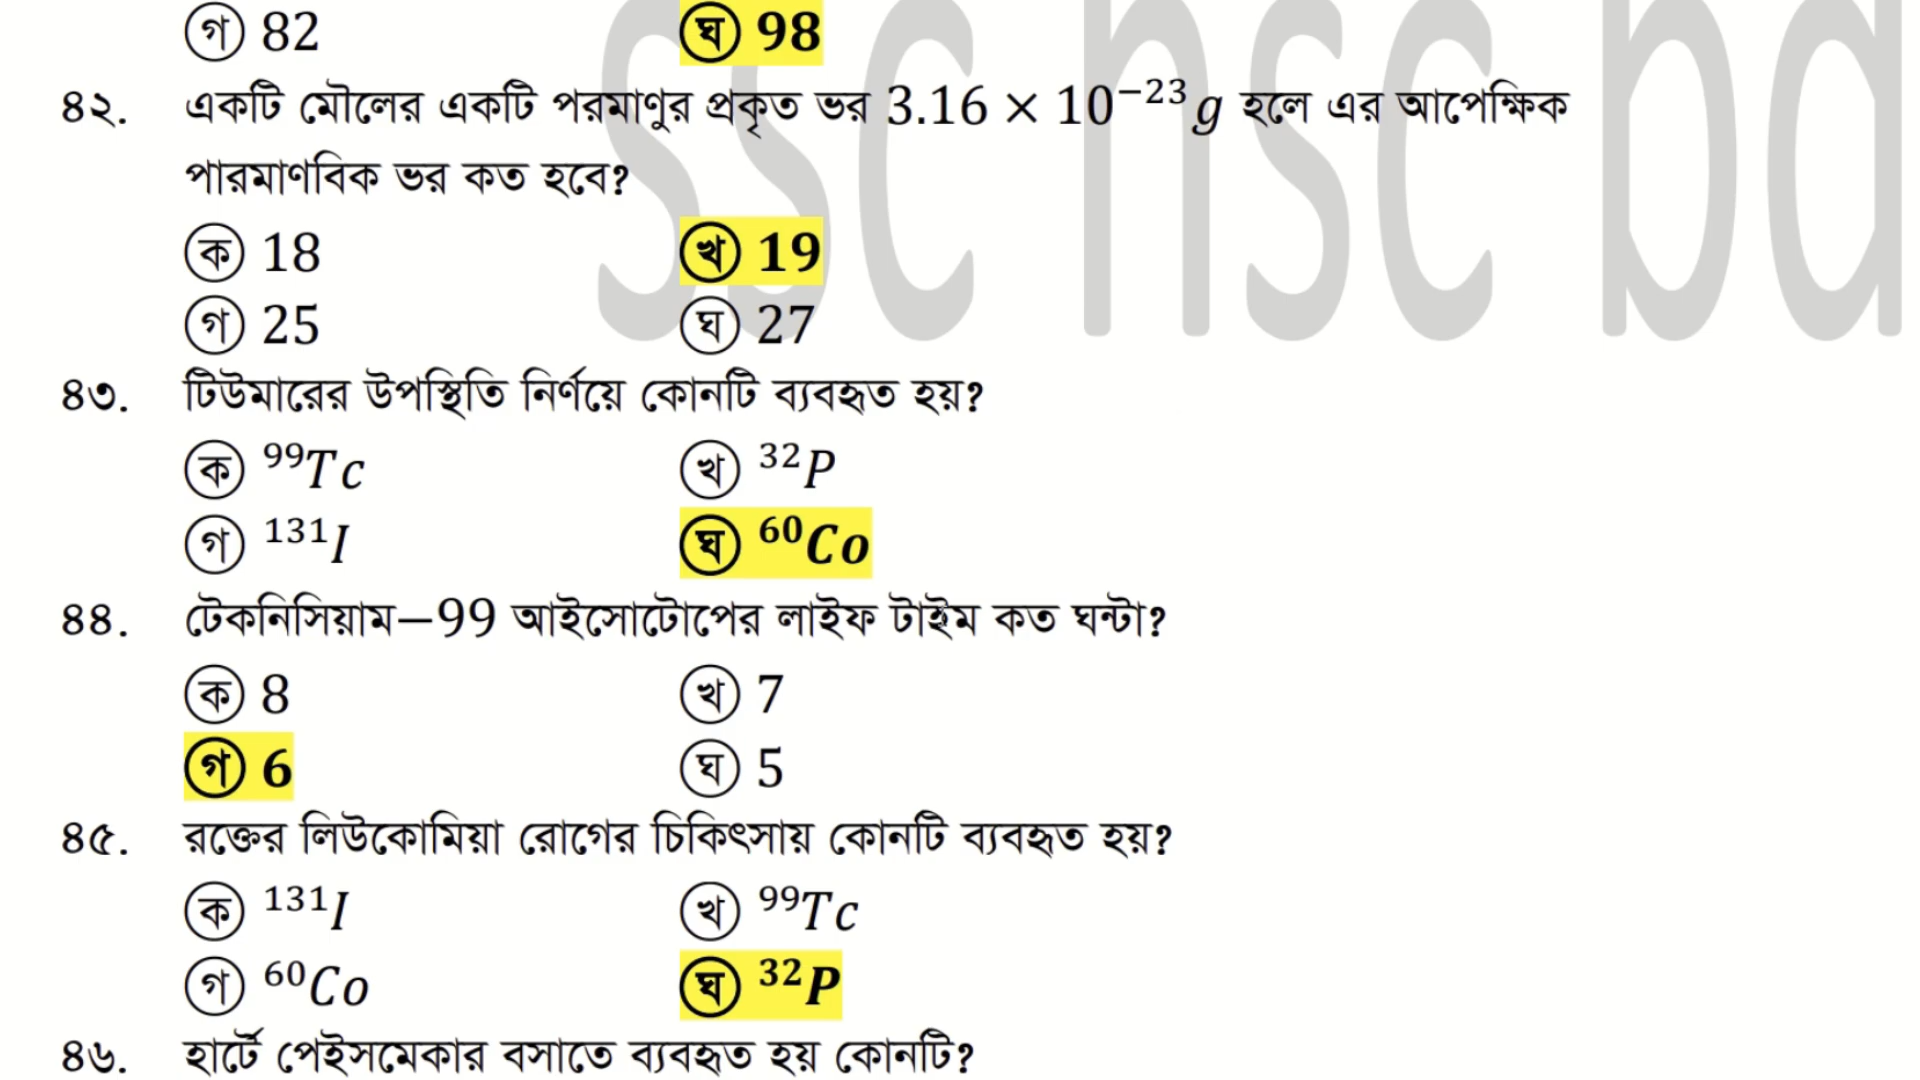 গ 82 ঘ 98
৪২. একটি মৌলের একটি পরমাণুর প্রকৃত ভর 3.16 × 10⁻²³ g হলে এর আপেক্ষিক
পারমাণবিক ভর কত হবে?
ক 18 খ 19
গ 25 ঘ 27
৪৩. টিউমারের উপস্থিতি নির্ণয়ে কোনটি ব্যবহৃত হয়?
ক ⁹⁹Tc খ ³²P
গ ¹³¹I ঘ ⁶⁰Co
৪৪. টেকনিসিয়াম–99 আইসোটোপের লাইফ টাইম কত ঘন্টা?
ক 8 খ 7
গ 6 ঘ 5
৪৫. রক্তের লিউকোমিয়া রোগের চিকিৎসায় কোনটি ব্যবহৃত হয়?
ক ¹³¹I খ ⁹⁹Tc
গ ⁶⁰Co ঘ ³²P
৪৬. হার্টে পেইসমেকার বসাতে ব্যবহৃত হয় কোনটি?
ssc hsc bd